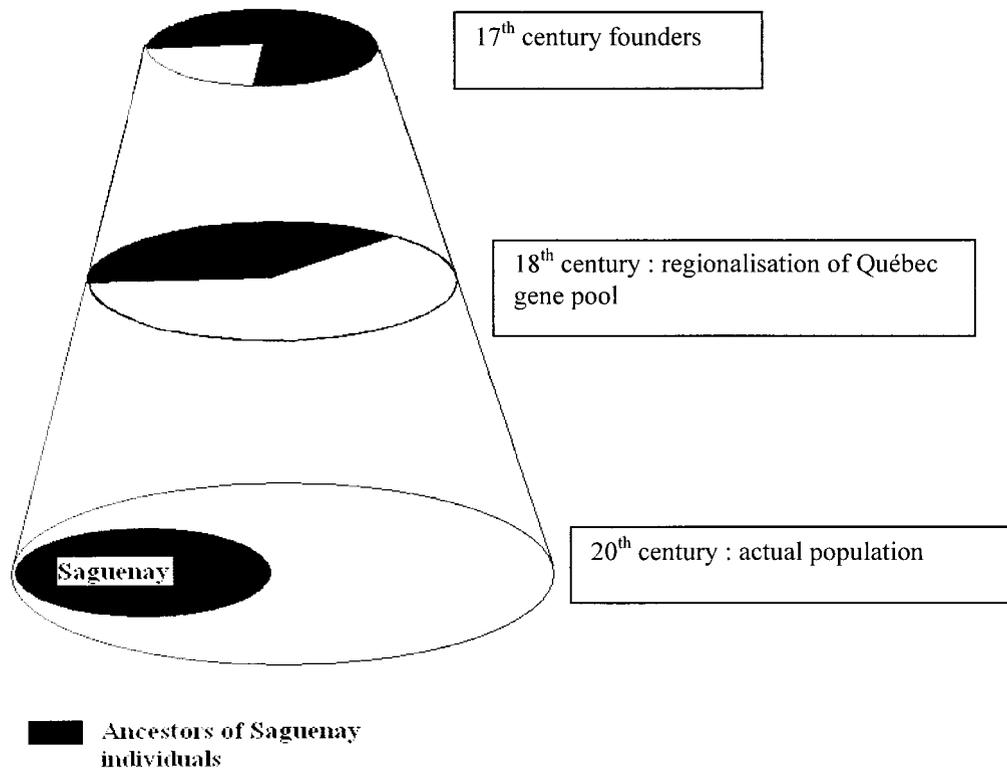 17th century founders
18th century : regionalisation of Québec
gene pool
20th century : actual population
Saguenay
Ancestors of Saguenay
individuals